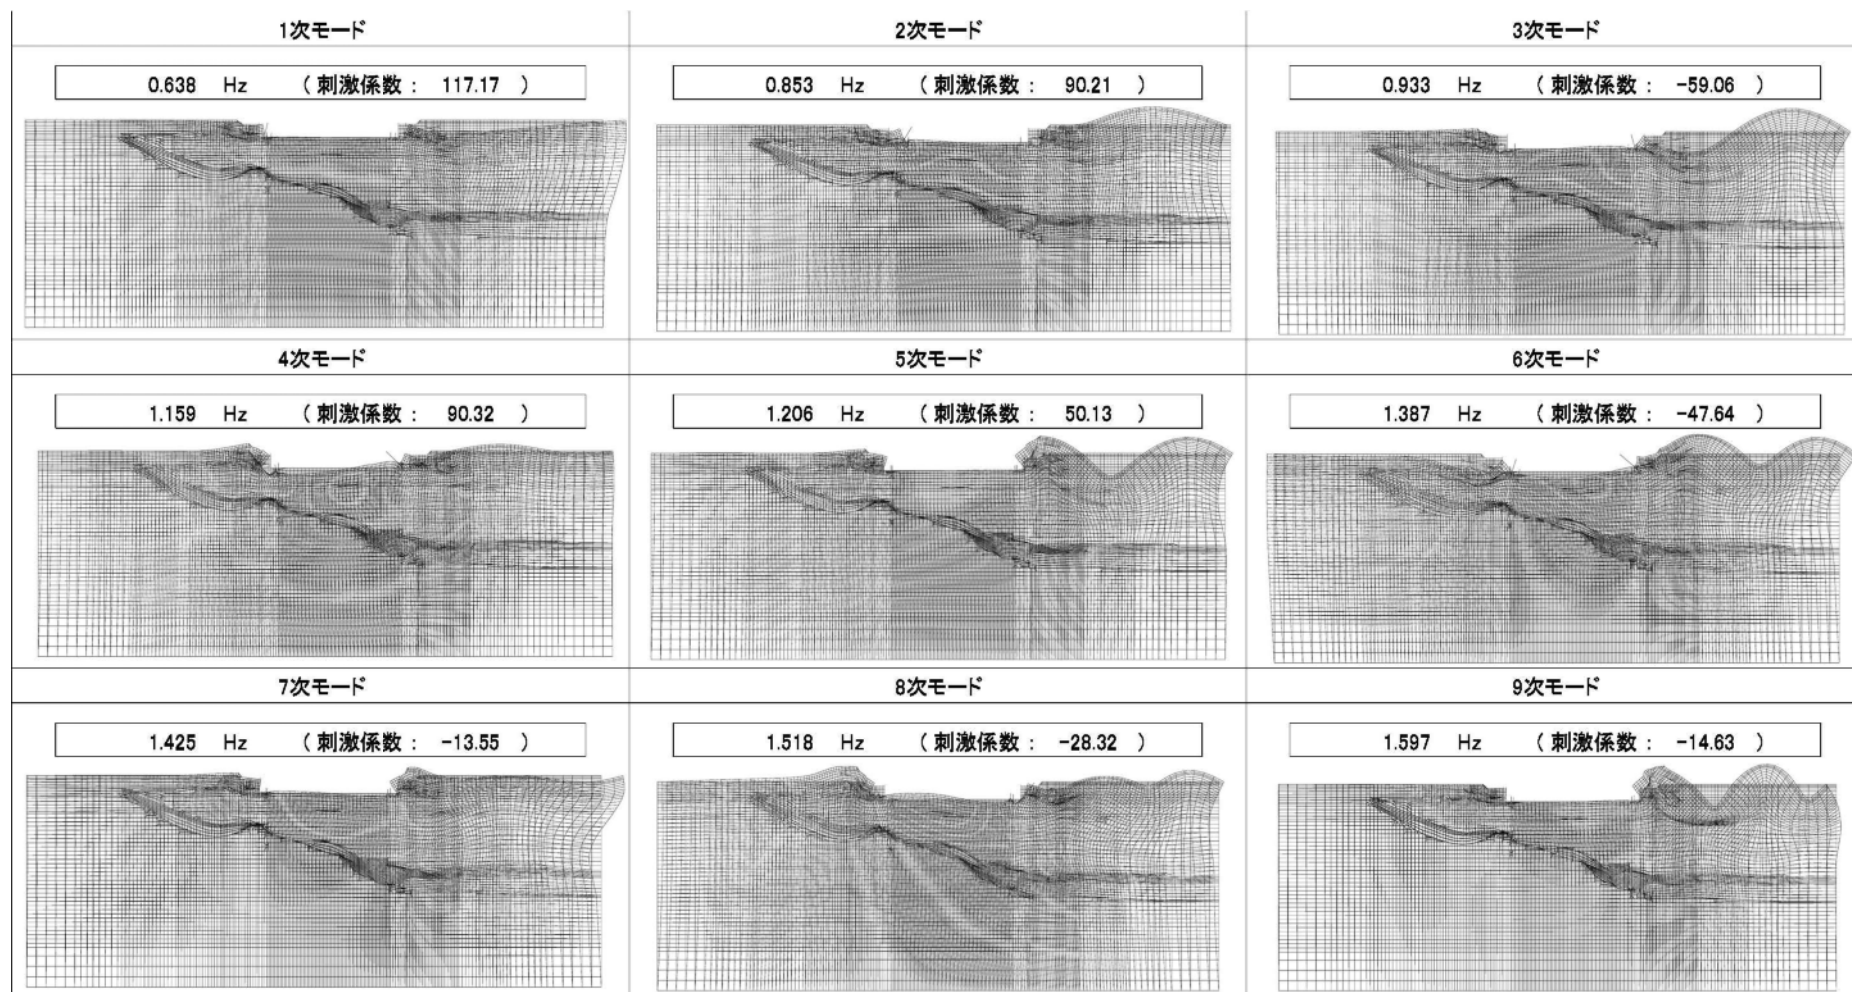 1次モード
2次モード
3次モード
0.638 Hz (刺激係数: 117.17 )
0.853 Hz (刺激係数: 90.21 )
0.933 Hz (刺激係数: -59.06 )
4次モード
5次モード
6次モード
1.159 Hz (刺激係数: 90.32 )
1.206 Hz (刺激係数: 50.13 )
1.387 Hz (刺激係数: -47.64 )
7次モード
8次モード
9次モード
1.425 Hz (刺激係数: -13.55 )
1.518 Hz (刺激係数: -28.32 )
1.597 Hz (刺激係数: -14.63 )